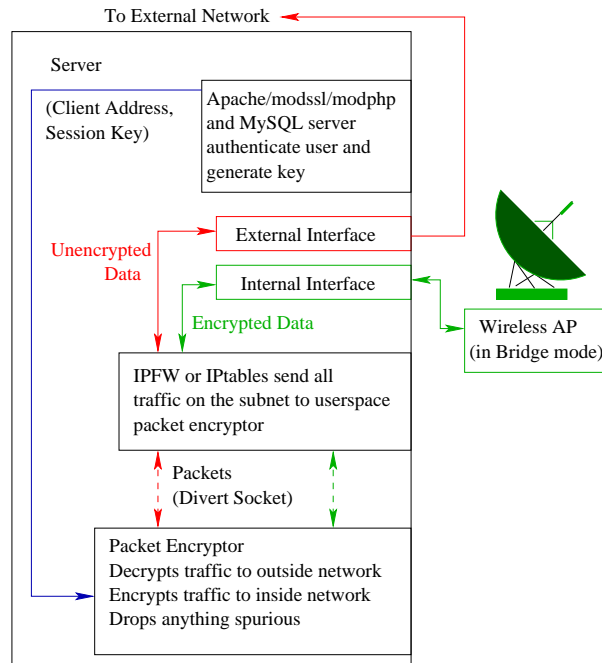 To External Network
Server
(Client Address,
Session Key)
Apache/modssl/modphp
and MySQL server
authenticate user and
generate key
Unencrypted
Data
External Interface
Internal Interface
Encrypted Data
Wireless AP
(in Bridge mode)
IPFW or IPtables send all
traffic on the subnet to userspace
packet encryptor
Packets
(Divert Socket)
Packet Encryptor
Decrypts traffic to outside network
Encrypts traffic to inside network
Drops anything spurious